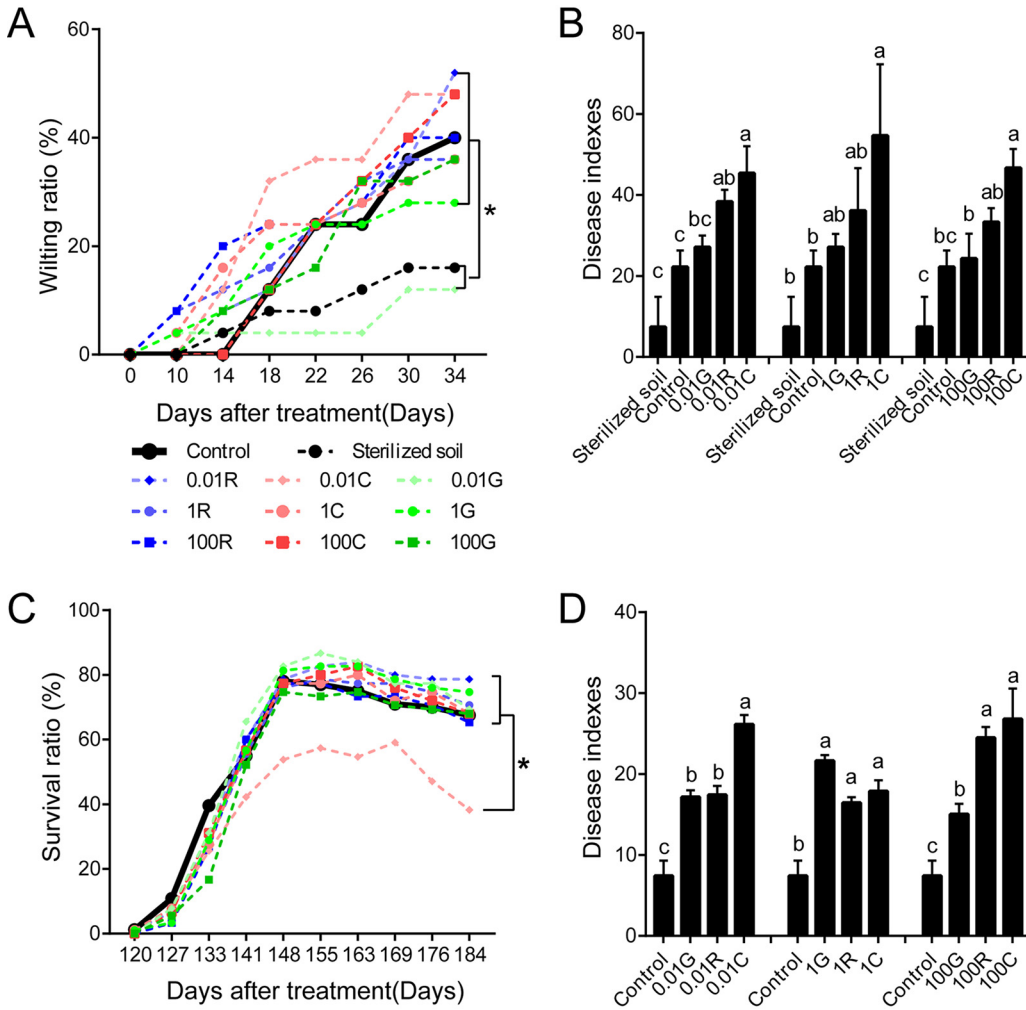 A
60
40
20
0
Wilting ratio (%)
0 10 14 18 22 26 30 34
Days after treatment(Days)
*
Control Sterilized soil
0.01R 0.01C 0.01G
1R 1C 1G
100R 100C 100G
B
80
60
40
20
0
Disease indexes
c c bc ab a
b b ab ab a
c bc b ab a
Sterilized soil Control 0.01G 0.01R 0.01C
Sterilized soil Control 1G 1R 1C
Sterilized soil Control 100G 100R 100C
C
100
80
60
40
20
0
Survival ratio (%)
120 127 133 141 148 155 163 169 176 184
Days after treatment(Days)
*
D
40
30
20
10
0
Disease indexes
c b b a
b a a a
c b a a
Control 0.01G 0.01R 0.01C
Control 1G 1R 1C
Control 100G 100R 100C